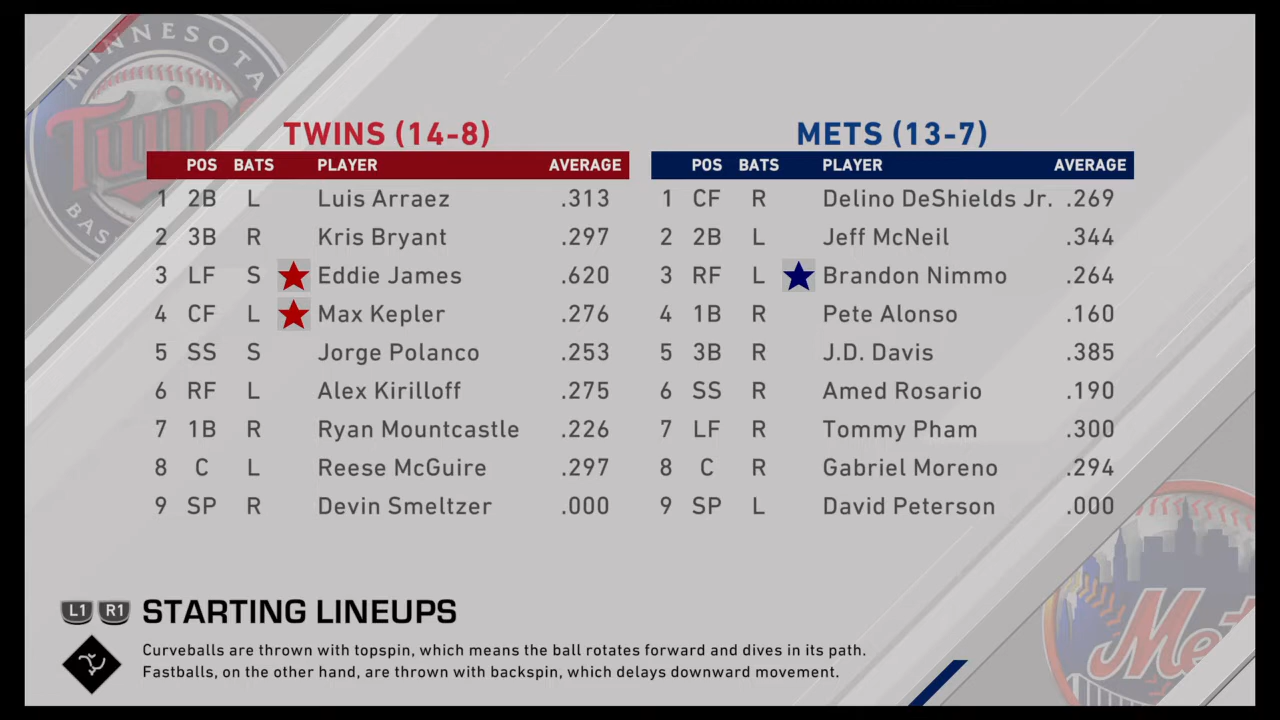 MINNESOTA
Twins
BAS
TWINS (14-8)
POS BATS PLAYER AVERAGE
1 2B L Luis Arraez .313
2 3B R Kris Bryant .297
3 LF S Eddie James .620
4 CF L Max Kepler .276
5 SS S Jorge Polanco .253
6 RF L Alex Kirilloff .275
7 1B R Ryan Mountcastle .226
8 C L Reese McGuire .297
9 SP R Devin Smeltzer .000
METS (13-7)
POS BATS PLAYER AVERAGE
1 CF R Delino DeShields Jr. .269
2 2B L Jeff McNeil .344
3 RF L Brandon Nimmo .264
4 1B R Pete Alonso .160
5 3B R J.D. Davis .385
6 SS R Amed Rosario .190
7 LF R Tommy Pham .300
8 C R Gabriel Moreno .294
9 SP L David Peterson .000
Mets
L1 R1 STARTING LINEUPS
Curveballs are thrown with topspin, which means the ball rotates forward and dives in its path.
Fastballs, on the other hand, are thrown with backspin, which delays downward movement.